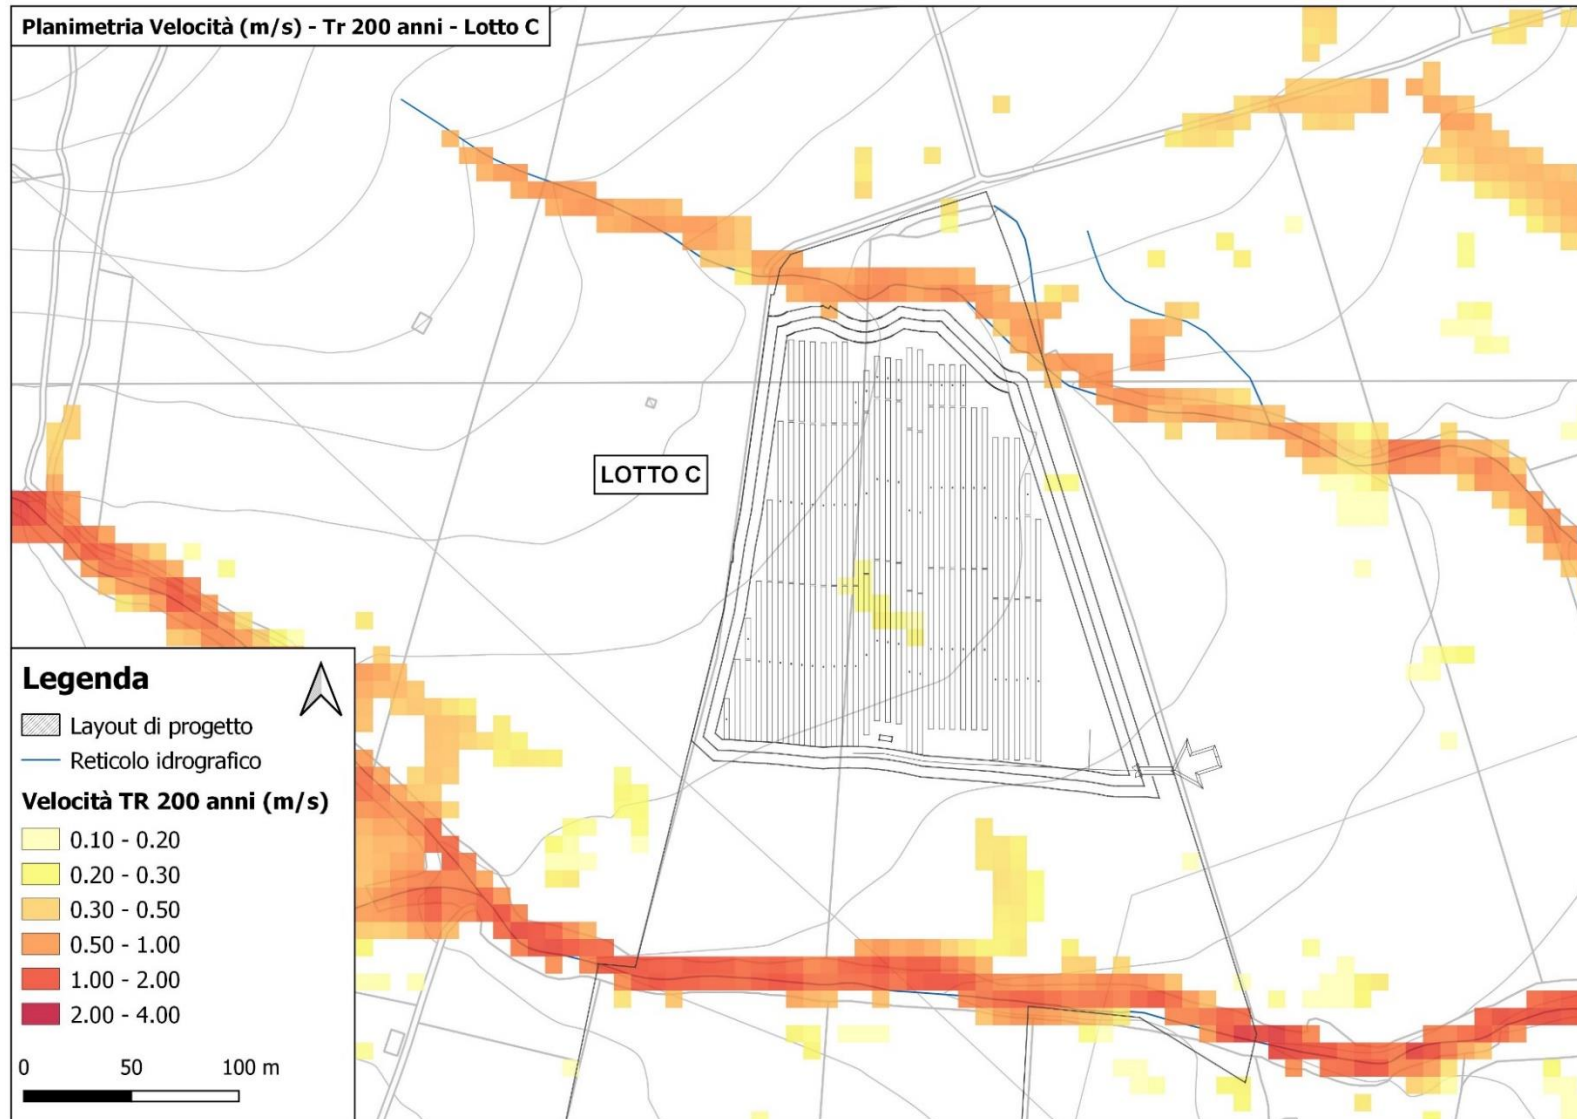 Planimetria Velocità (m/s) - Tr 200 anni - Lotto C
LOTTO C
Legenda
Layout di progetto
Reticolo idrografico
Velocità TR 200 anni (m/s)
0.10 - 0.20
0.20 - 0.30
0.30 - 0.50
0.50 - 1.00
1.00 - 2.00
2.00 - 4.00
0 50 100 m